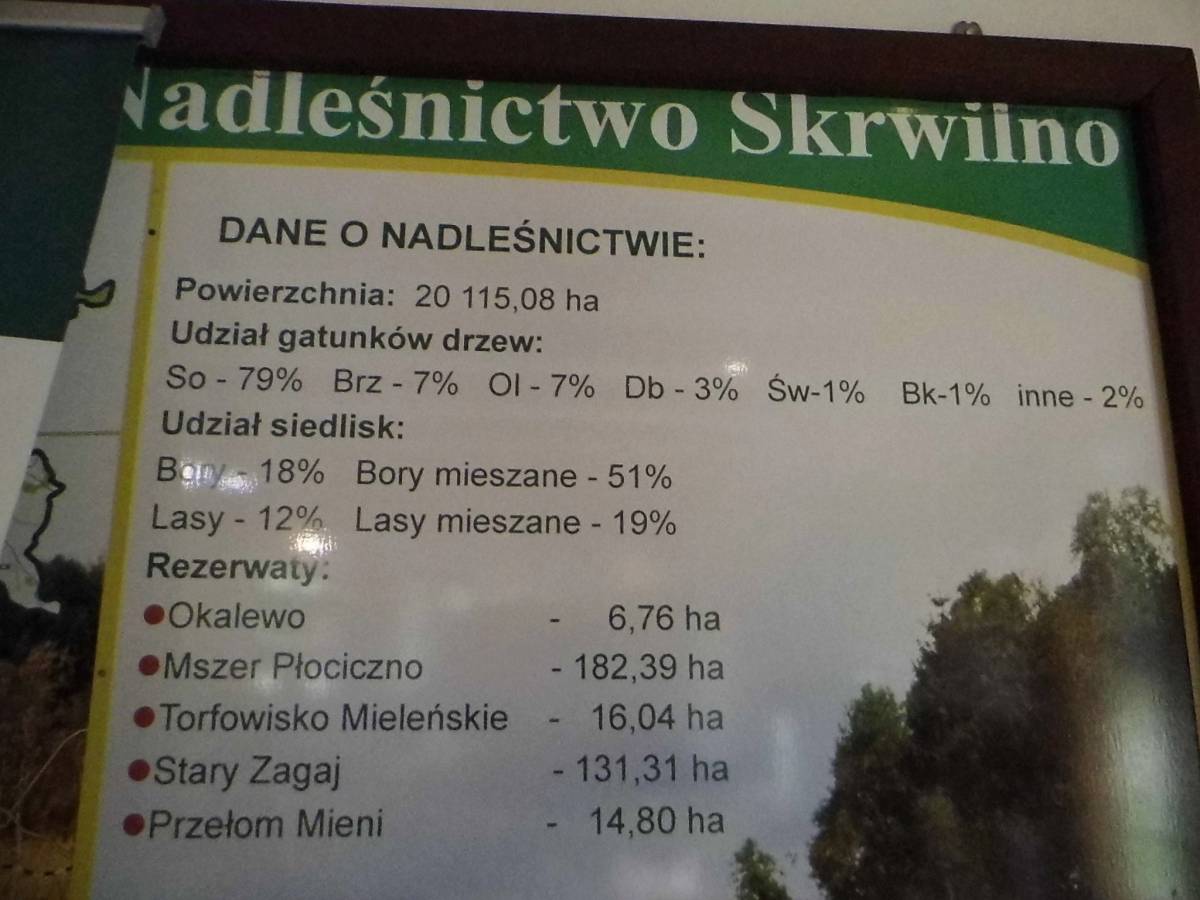 Nadleśnictwo Skrwilno
DANE O NADLEŚNICTWIE:
Powierzchnia: 20 115,08 ha
Udział gatunków drzew:
So - 79% Brz - 7% Ol - 7% Db - 3% Św-1% Bk-1% inne - 2%
Udział siedlisk:
Bory - 18% Bory mieszane - 51%
Lasy - 12% Lasy mieszane - 19%
Rezerwaty:
●Okalewo - 6,76 ha
●Mszer Płociczno - 182,39 ha
●Torfowisko Mieleńskie - 16,04 ha
●Stary Zagaj - 131,31 ha
●Przełom Mieni - 14,80 ha